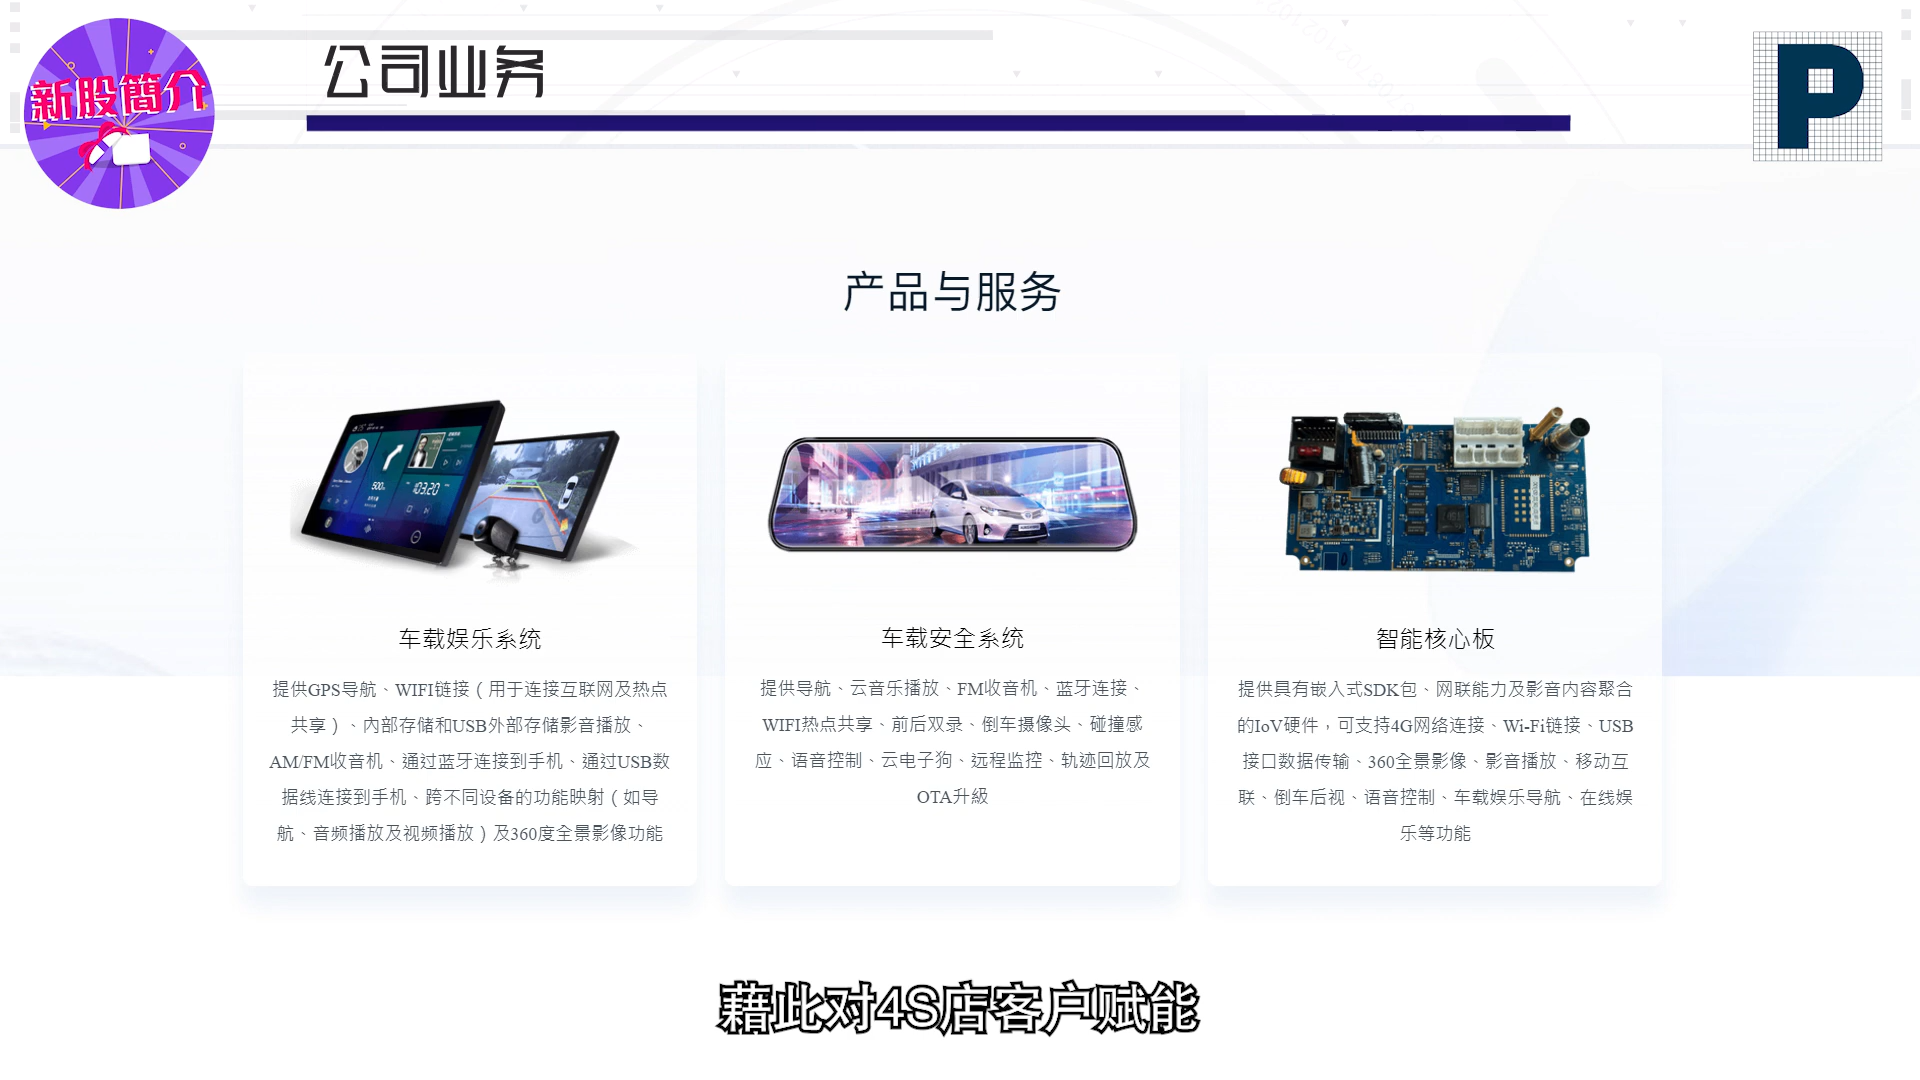 新股簡介
公司业务
P
产品与服务
车载娱乐系统
提供GPS导航、WIFI链接（用于连接互联网及热点
共享）、内部存储和USB外部存储影音播放、
AM/FM收音机、通过蓝牙连接到手机、通过USB数
据线连接到手机、跨不同设备的功能映射（如导
航、音频播放及视频播放）及360度全景影像功能
车载安全系统
提供导航、云音乐播放、FM收音机、蓝牙连接、
WIFI热点共享、前后双录、倒车摄像头、碰撞感
应、语音控制、云电子狗、远程监控、轨迹回放及
OTA升級
智能核心板
提供具有嵌入式SDK包、网联能力及影音内容聚合
的IoV硬件，可支持4G网络连接、Wi-Fi链接、USB
接口数据传输、360全景影像、影音播放、移动互
联、倒车后视、语音控制、车载娱乐导航、在线娱
乐等功能
藉此对4S店客户赋能